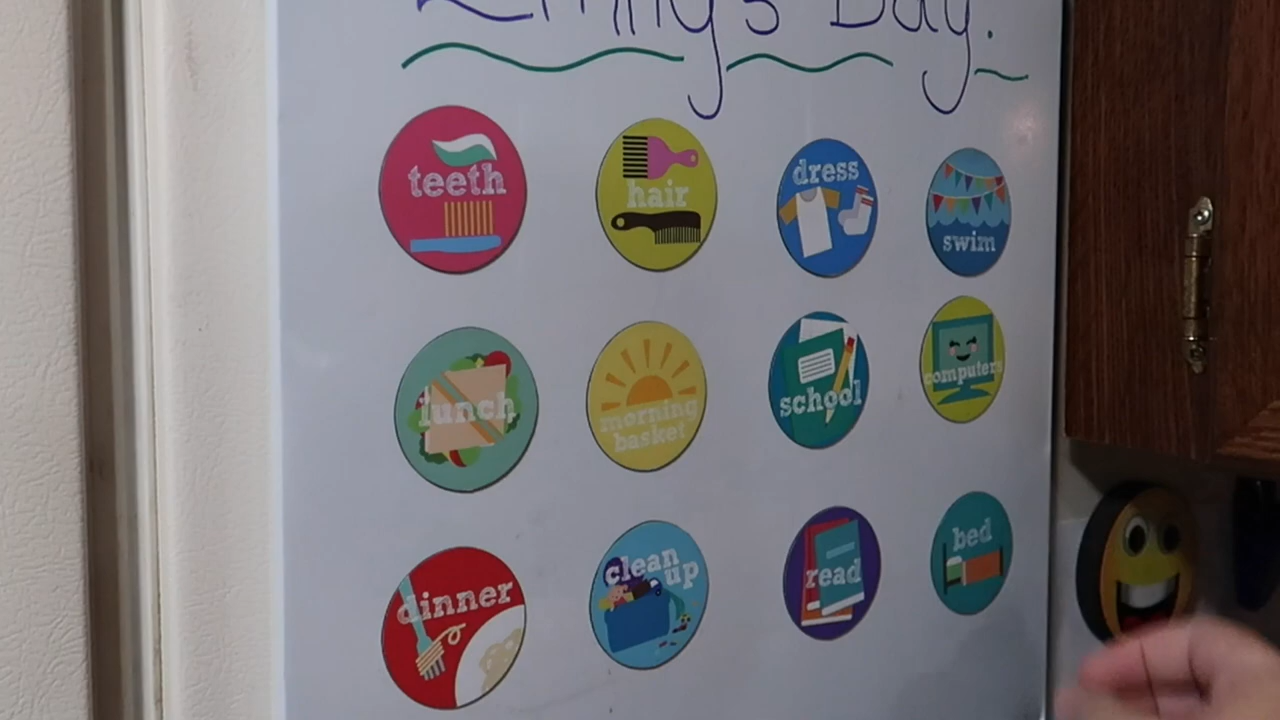 Day.
teeth
hair
dress
swim
lunch
morning
basket
school
computers
dinner
clean
up
read
bed